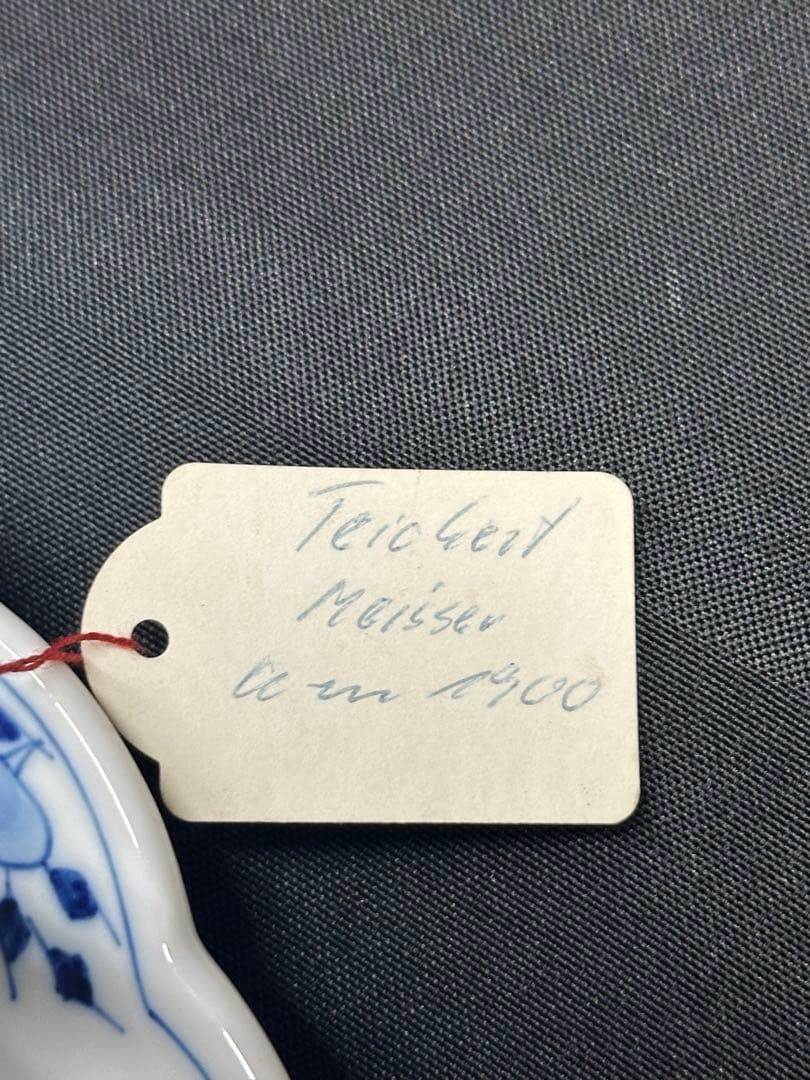 Teichert
Meissen
Um 1900